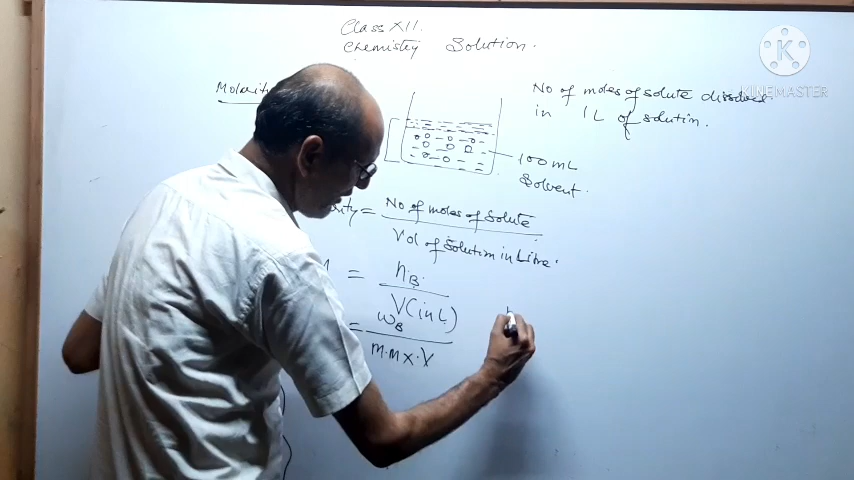 Class XII.
Chemistry Solution.
No of moles of solute dissolved
in 1L of solution.
KINEMASTER
100 mL
Solvent.
= No of moles of Solute
Vol of Solution in Litre.
= nB
V(in L)
= wB
M.M x V